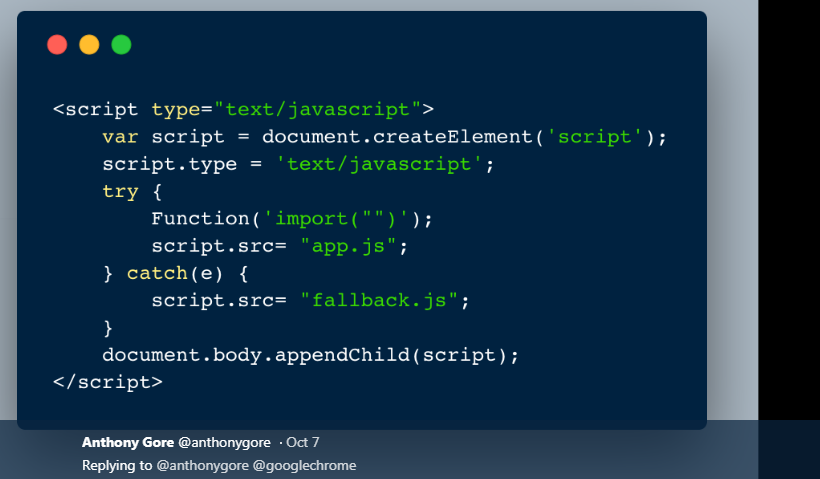 <script type="text/javascript">
    var script = document.createElement('script');
    script.type = 'text/javascript';
    try {
        Function('import("")');
        script.src= "app.js";
    } catch(e) {
        script.src= "fallback.js";
    }
    document.body.appendChild(script);
</script>
Anthony Gore @anthonygore · Oct 7
Replying to @anthonygore @googlechrome